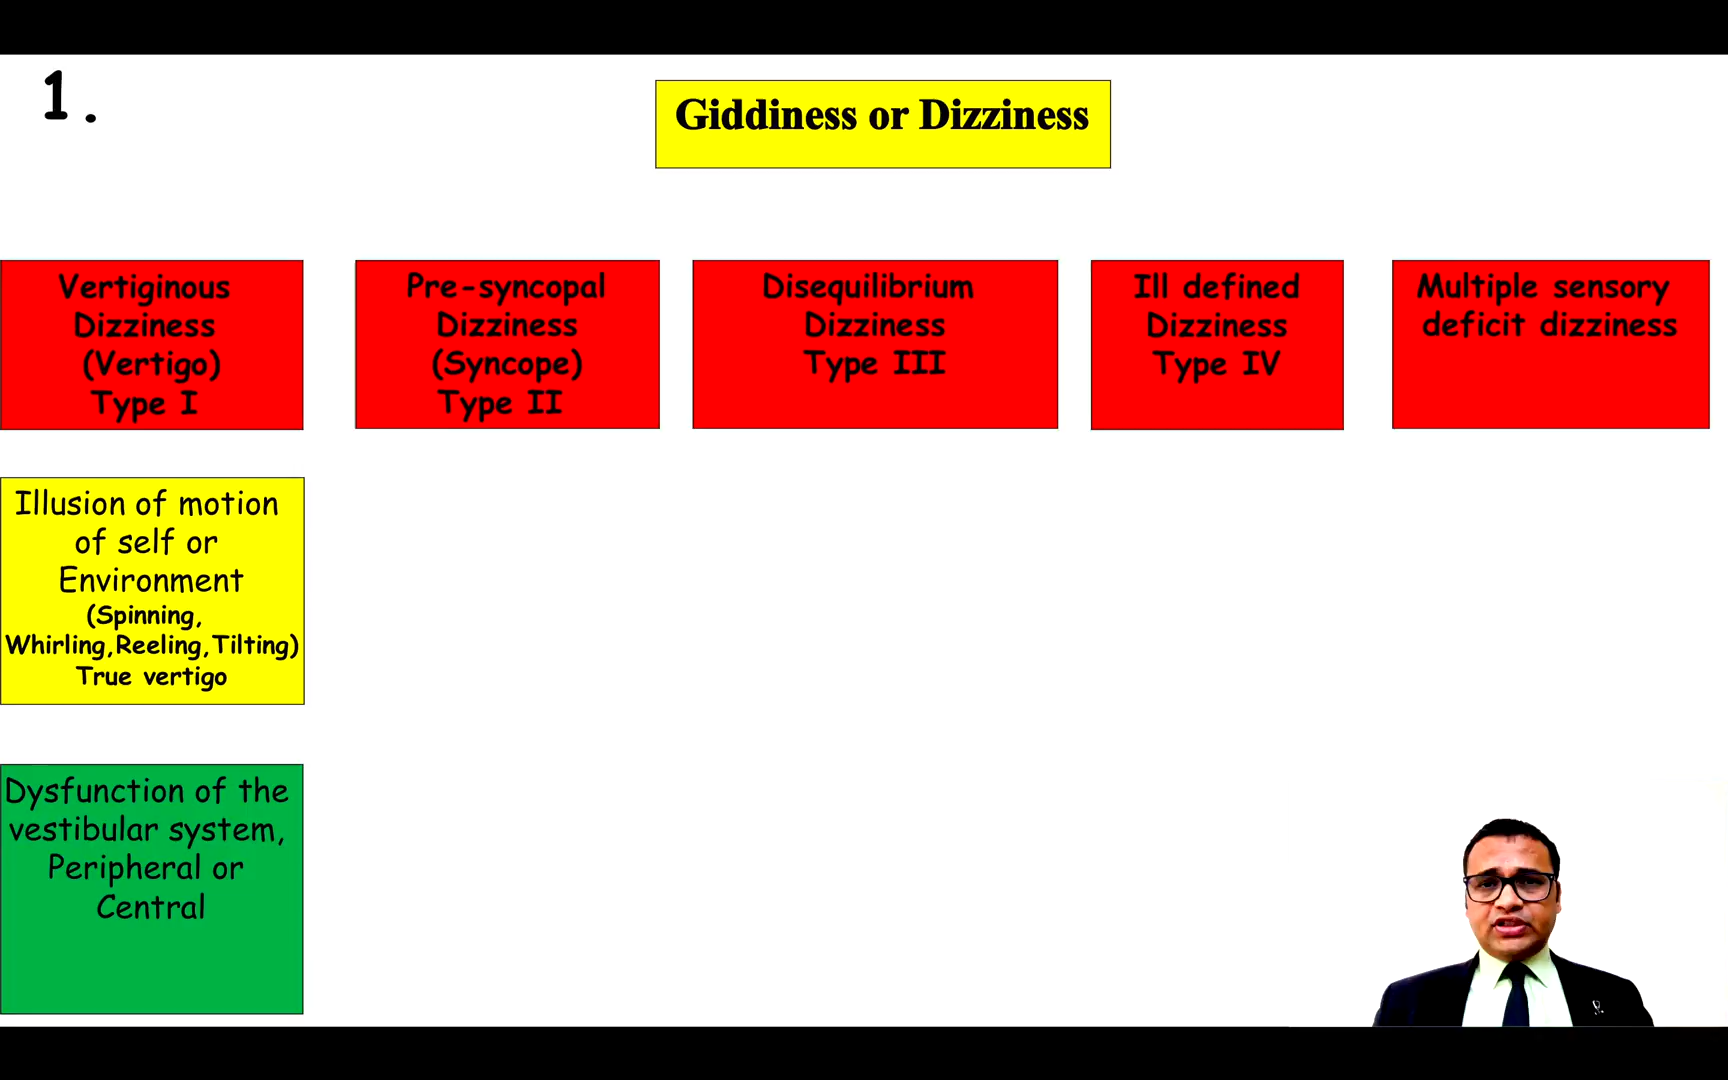 1.
Giddiness or Dizziness
Vertiginous
Dizziness
(Vertigo)
Type I
Pre-syncopal
Dizziness
(Syncope)
Type II
Disequilibrium
Dizziness
Type III
Ill defined
Dizziness
Type IV
Multiple sensory
deficit dizziness
Illusion of motion
of self or
Environment
(Spinning,
Whirling,Reeling,Tilting)
True vertigo
Dysfunction of the
vestibular system,
Peripheral or
Central